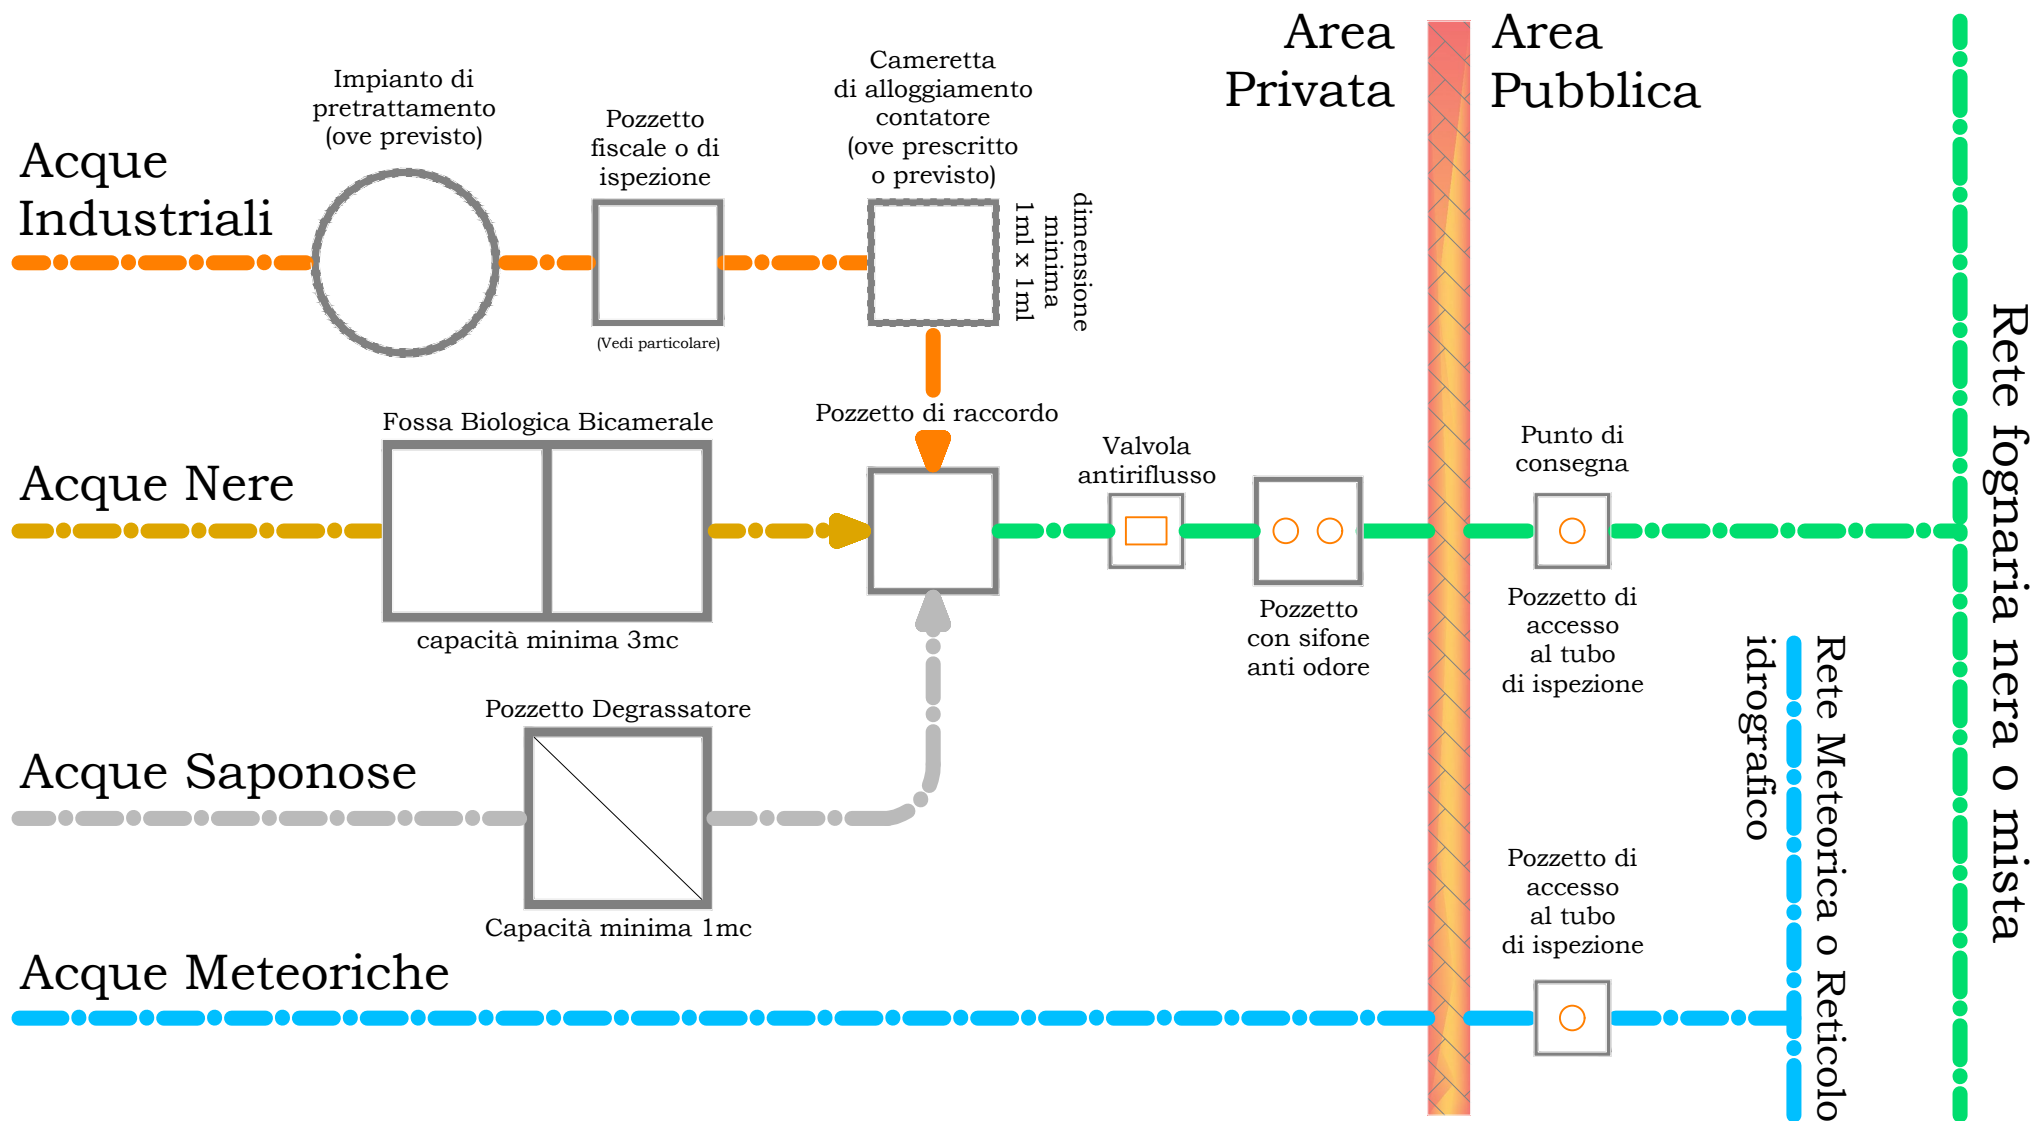 Area
Privata
Area
Pubblica
Impianto di
pretrattamento
(ove previsto)
Pozzetto
fiscale o di
ispezione
Cameretta
di alloggiamento
contatore
(ove prescritto
o previsto)
Acque
Industriali
dimensione
minima
1ml x 1ml
(Vedi particolare)
Fossa Biologica Bicamerale
Pozzetto di raccordo
Valvola
antiriflusso
Punto di
consegna
Acque Nere
capacità minima 3mc
Pozzetto
con sifone
anti odore
Pozzetto di
accesso
al tubo
di ispezione
Pozzetto Degrassatore
Acque Saponose
Capacità minima 1mc
Pozzetto di
accesso
al tubo
di ispezione
Acque Meteoriche
Rete Meteorica o Reticolo
idrografico
Rete fognaria nera o mista